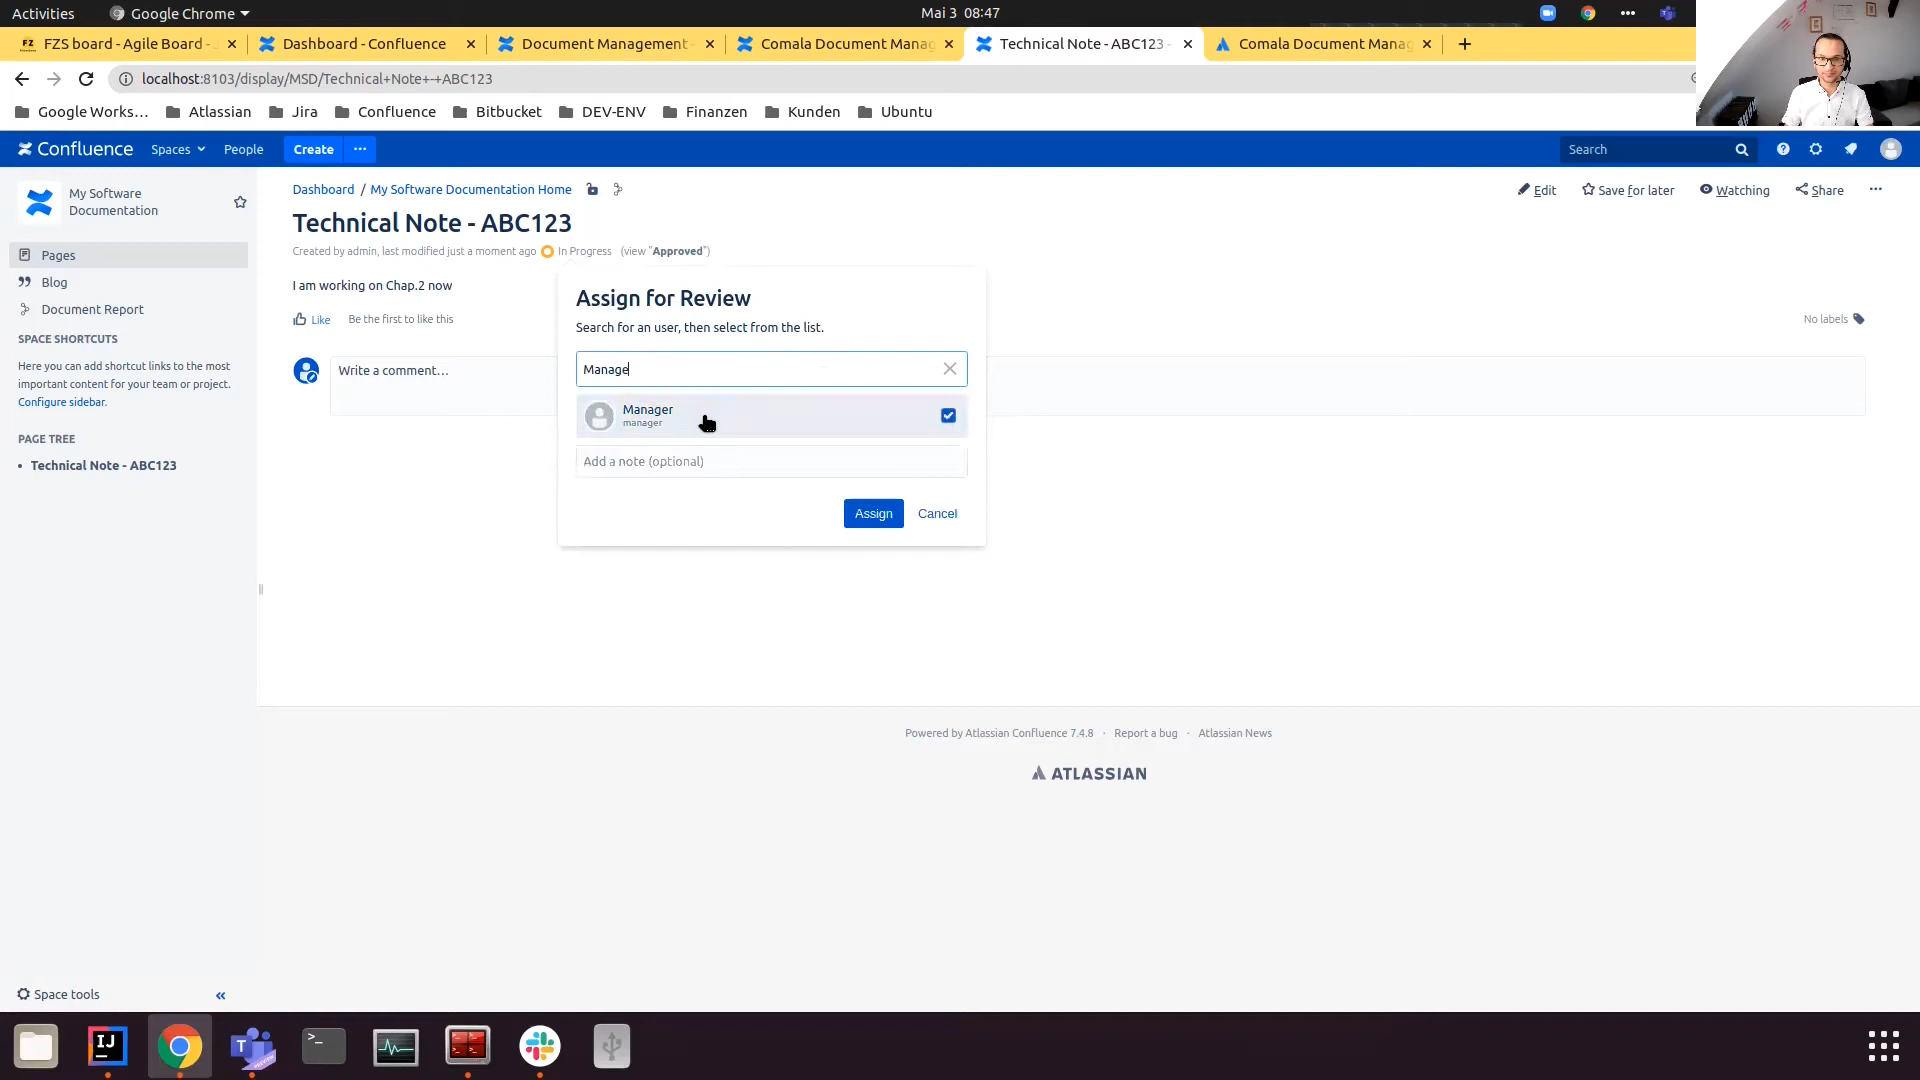 Activities
Google Chrome
Mai 3 08:47
FZS board - Agile Board -
Dashboard - Confluence
Document Management -
Comala Document Manag
Technical Note - ABC123 -
Comala Document Manag
localhost:8103/display/MSD/Technical+Note+-+ABC123
Google Works...
Atlassian
Jira
Confluence
Bitbucket
DEV-ENV
Finanzen
Kunden
Ubuntu
Confluence
Spaces
People
Create
Search
My Software
Documentation
Pages
Blog
Document Report
SPACE SHORTCUTS
Here you can add shortcut links to the most
important content for your team or project.
Configure sidebar.
PAGE TREE
• Technical Note - ABC123
Space tools
Dashboard / My Software Documentation Home
Edit
Save for later
Watching
Share
Technical Note - ABC123
Created by admin, last modified just a moment ago In Progress (view "Approved")
I am working on Chap.2 now
Like
Be the first to like this
No labels
Write a comment...
Assign for Review
Search for an user, then select from the list.
Manage
Manager
manager
Add a note (optional)
Assign
Cancel
Powered by Atlassian Confluence 7.4.8 · Report a bug · Atlassian News
ATLASSIAN